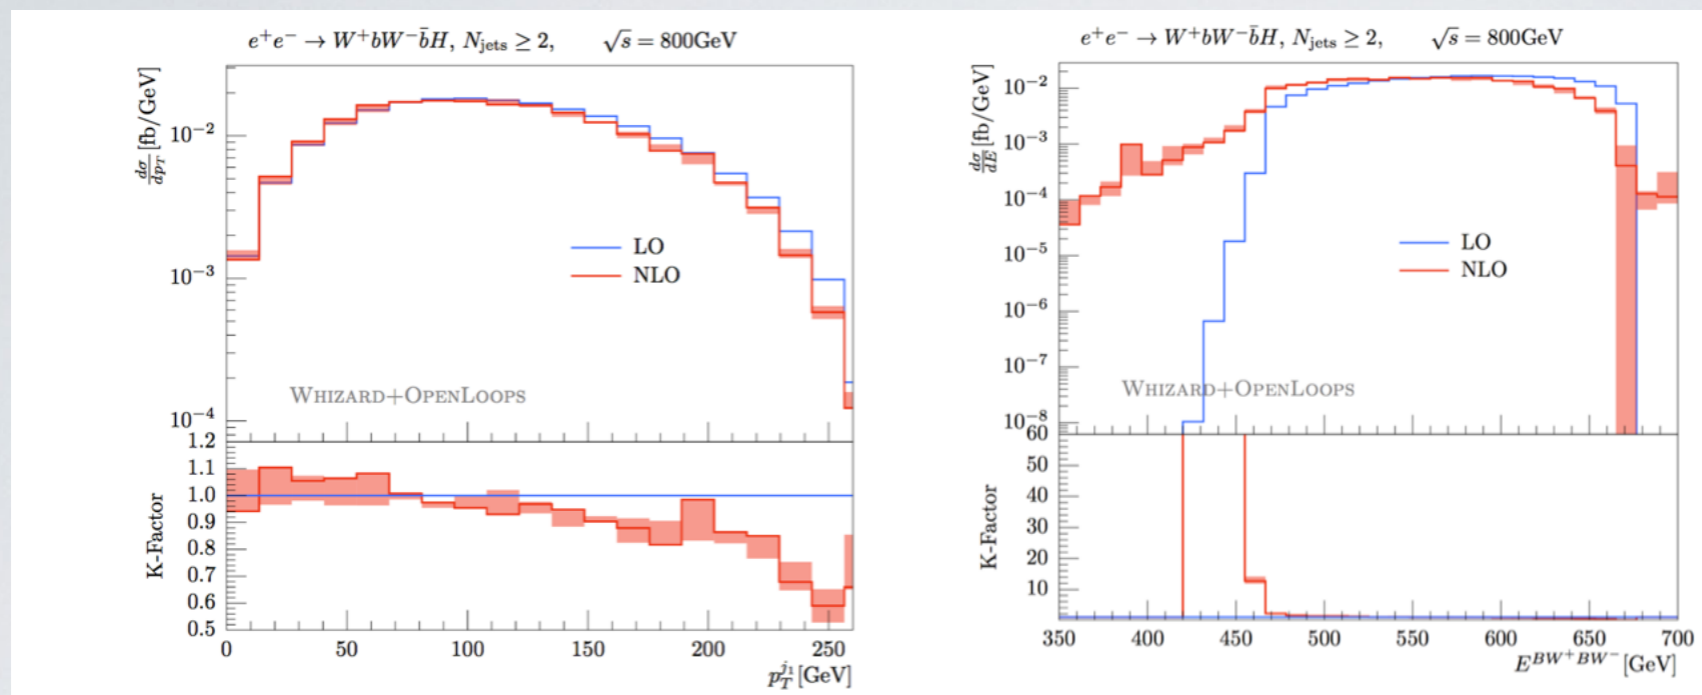 e⁺e⁻ → W⁺bW⁻b̄H, N_jets ≥ 2, √s = 800GeV
dσ/dp_T [fb/GeV]
10⁻²
10⁻³
10⁻⁴
LO
NLO
WHIZARD+OPENLOOPS
K-Factor
1.2
1.1
1.0
0.9
0.8
0.7
0.6
0.5
0 50 100 150 200 250
p_T^{j_1} [GeV]
e⁺e⁻ → W⁺bW⁻b̄H, N_jets ≥ 2, √s = 800GeV
dσ/dE [fb/GeV]
10⁻²
10⁻³
10⁻⁴
10⁻⁵
10⁻⁶
10⁻⁷
10⁻⁸
LO
NLO
WHIZARD+OPENLOOPS
K-Factor
60
50
40
30
20
10
350 400 450 500 550 600 650 700
E^{BW⁺BW⁻} [GeV]